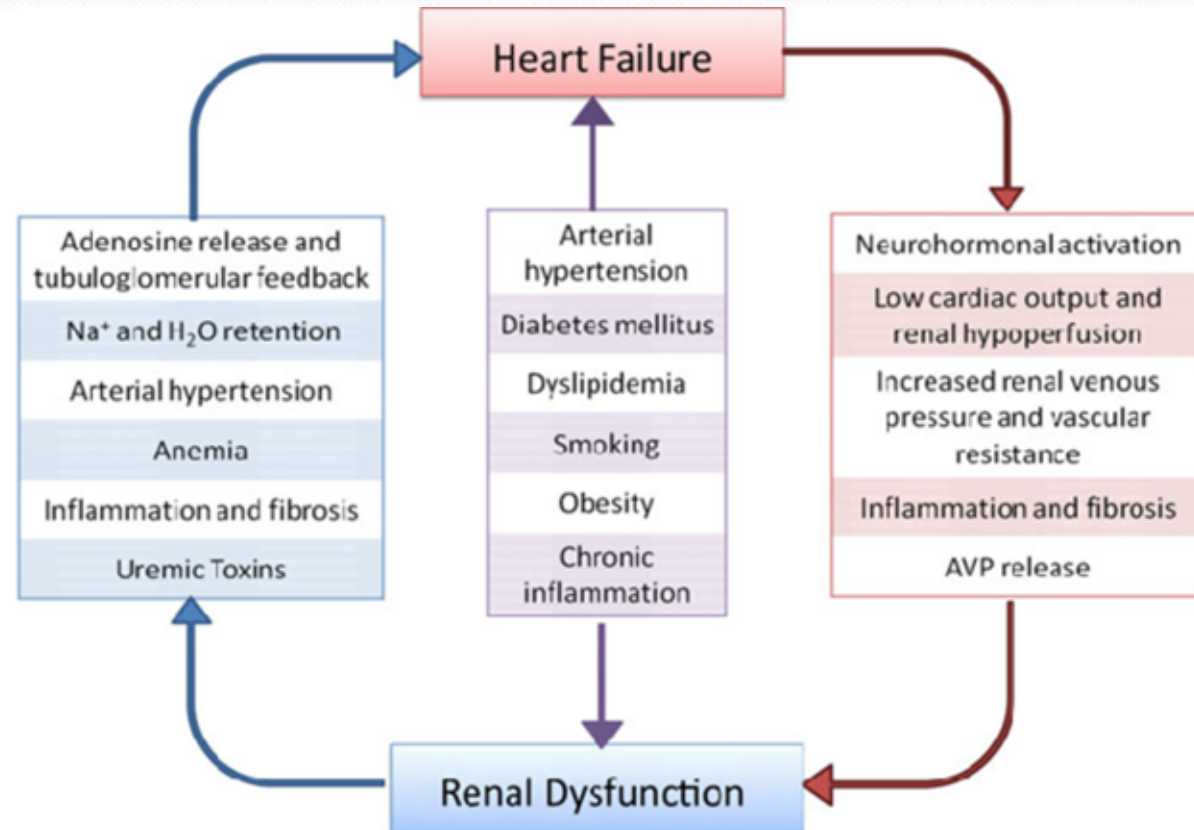 Heart Failure
Adenosine release and
tubuloglomerular feedback
Na⁺ and H₂O retention
Arterial hypertension
Anemia
Inflammation and fibrosis
Uremic Toxins
Arterial
hypertension
Diabetes mellitus
Dyslipidemia
Smoking
Obesity
Chronic
inflammation
Neurohormonal activation
Low cardiac output and
renal hypoperfusion
Increased renal venous
pressure and vascular
resistance
Inflammation and fibrosis
AVP release
Renal Dysfunction